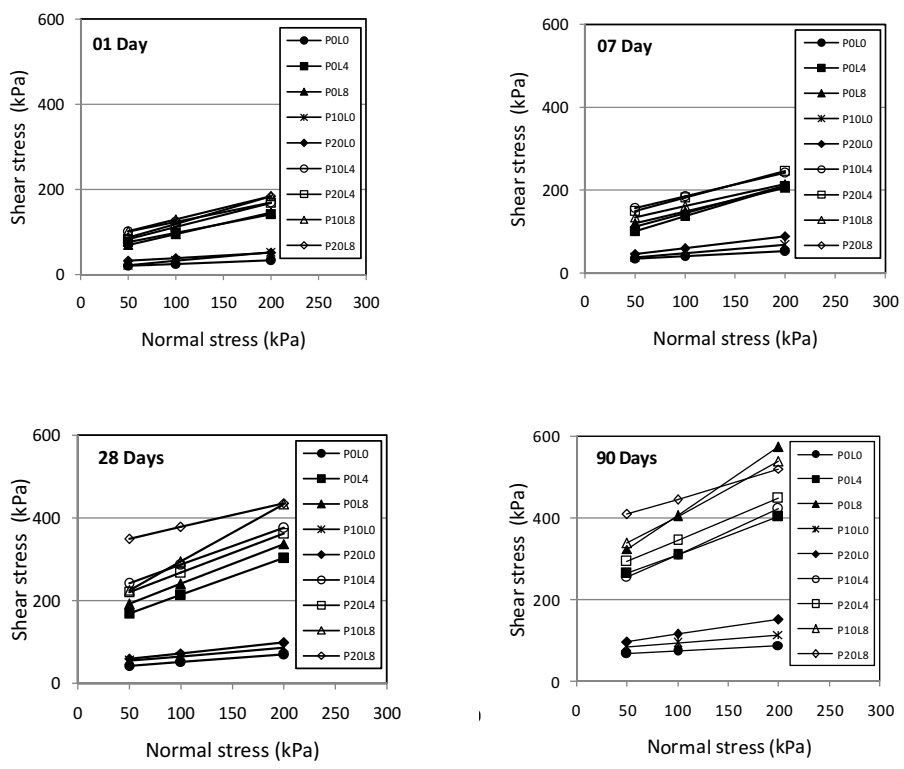 600
400
200
0
Shear stress (kPa)
01 Day
P0L0
P0L4
P0L8
P10L0
P20L0
P10L4
P20L4
P10L8
P20L8
0 50 100 150 200 250 300
Normal stress (kPa)
600
400
200
0
Shear stress (kPa)
07 Day
P0L0
P0L4
P0L8
P10L0
P20L0
P10L4
P20L4
P10L8
P20L8
0 50 100 150 200 250 300
Normal stress (kPa)
600
400
200
0
Shear stress (kPa)
28 Days
P0L0
P0L4
P0L8
P10L0
P20L0
P10L4
P20L4
P10L8
P20L8
0 50 100 150 200 250 300
Normal stress (kPa)
600
400
200
0
Shear stress (kPa)
90 Days
P0L0
P0L4
P0L8
P10L0
P20L0
P10L4
P20L4
P10L8
P20L8
0 50 100 150 200 250 300
Normal stress (kPa)